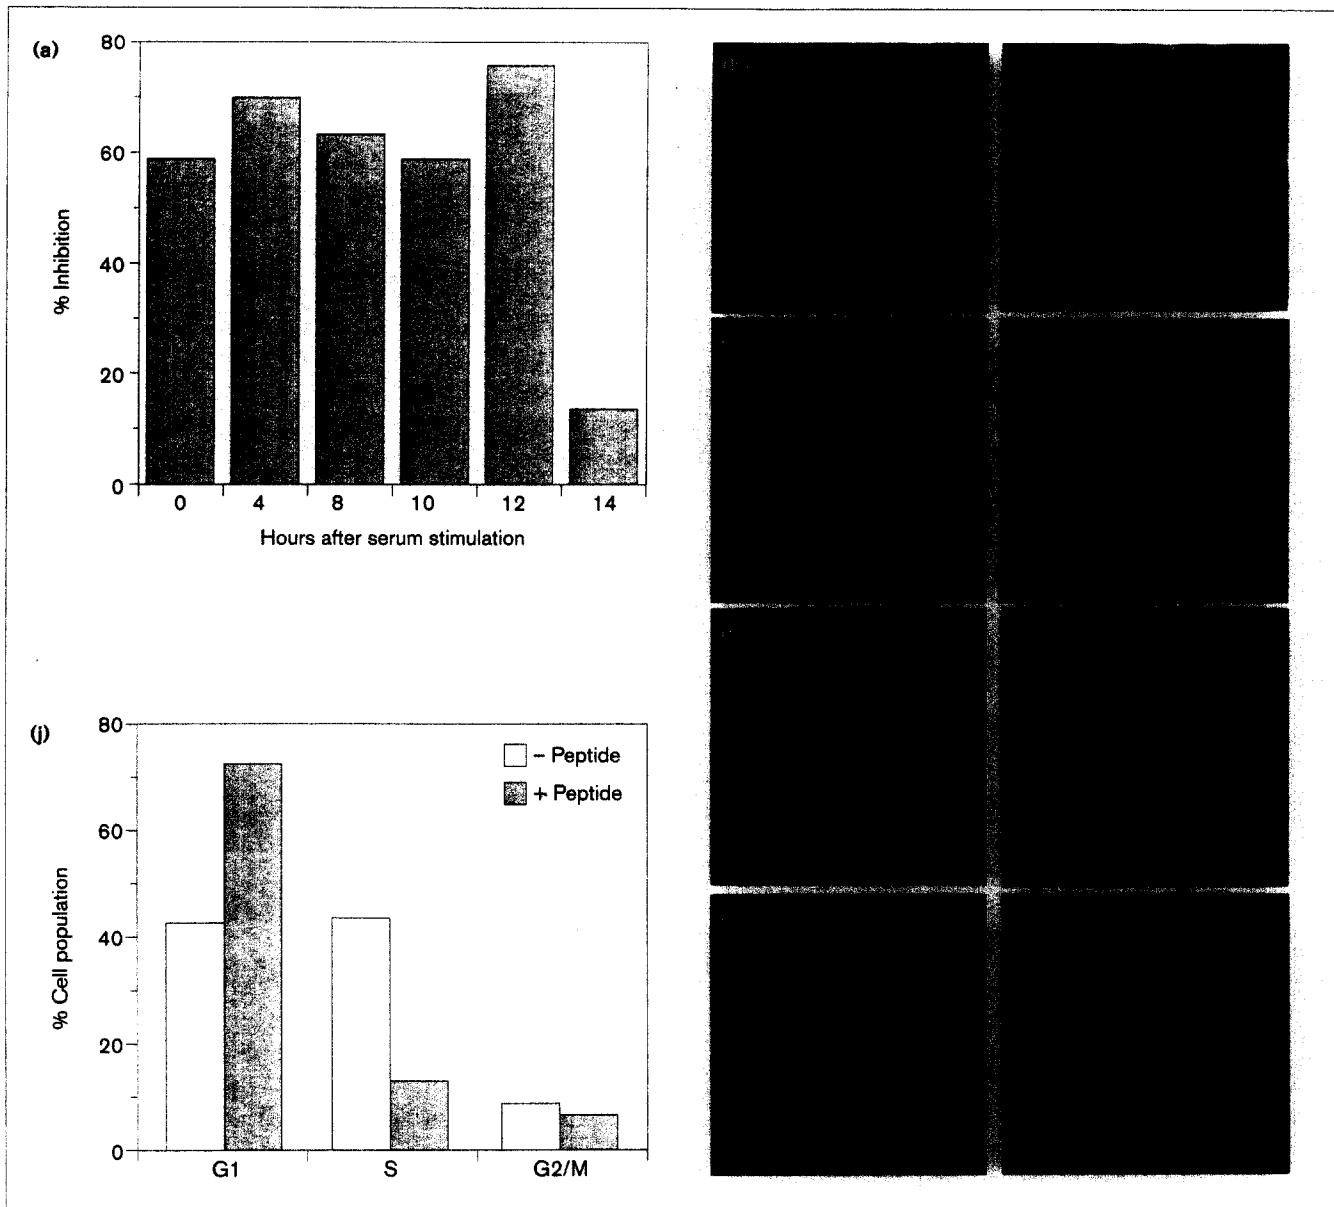 (a)
80
60
40
20
0
% Inhibition
0 4 8 10 12 14
Hours after serum stimulation
(j)
80
60
40
20
0
% Cell population
– Peptide
+ Peptide
G1 S G2/M